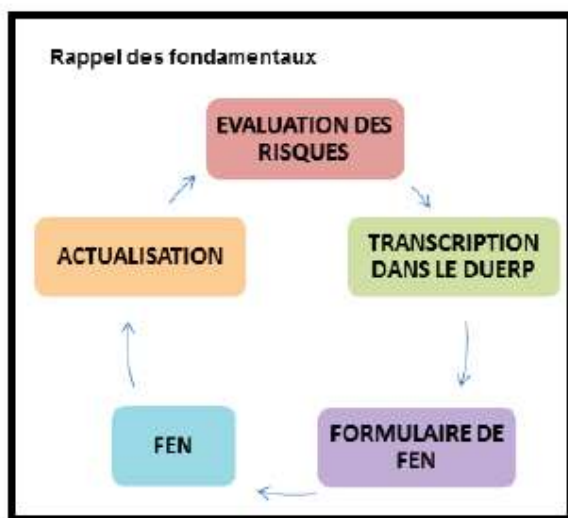 Rappel des fondamentaux
EVALUATION DES
RISQUES
TRANSCRIPTION
DANS LE DUERP
FORMULAIRE DE
FEN
FEN
ACTUALISATION